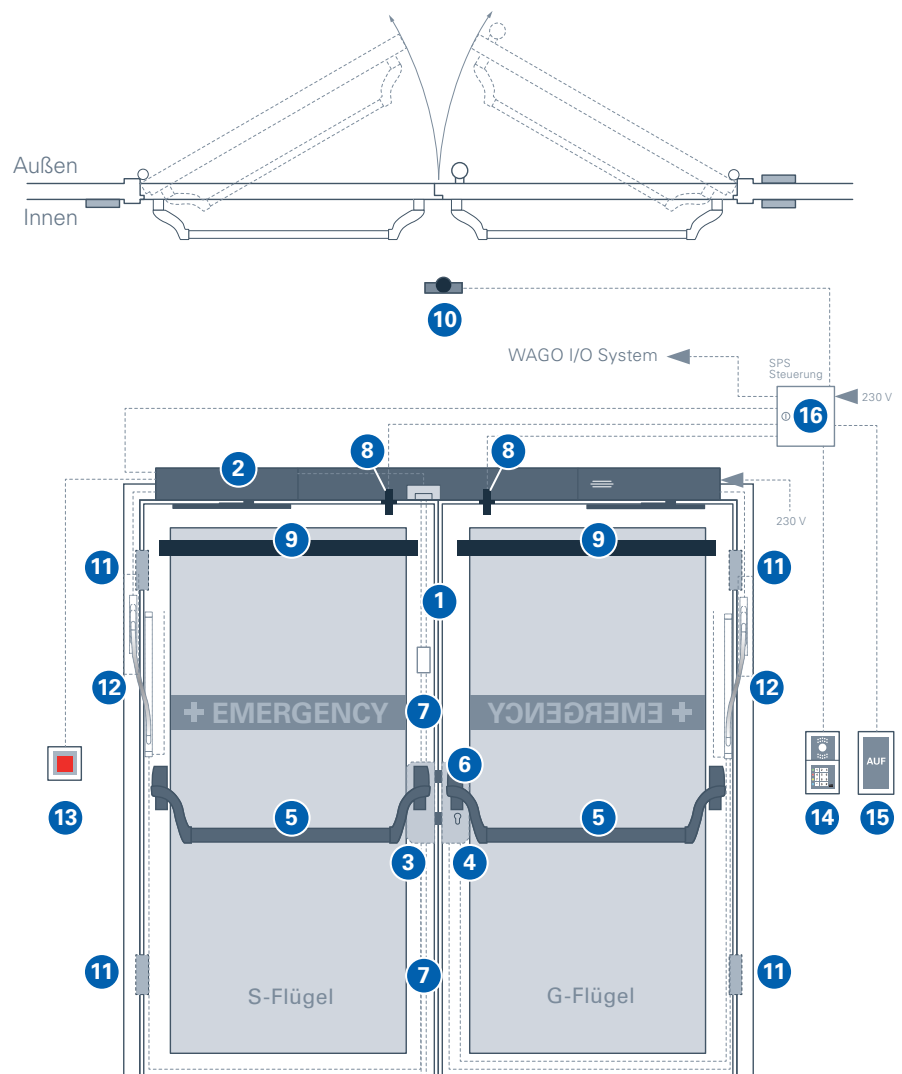 Außen
Innen
10
WAGO I/O System
SPS
Steuerung
230 V
16
2
8
8
230 V
9
9
11
11
1
12
12
EMERGENCY
7
EMERGENCY
6
AUF
13
5
5
14
15
3
4
11
7
11
S-Flügel
G-Flügel